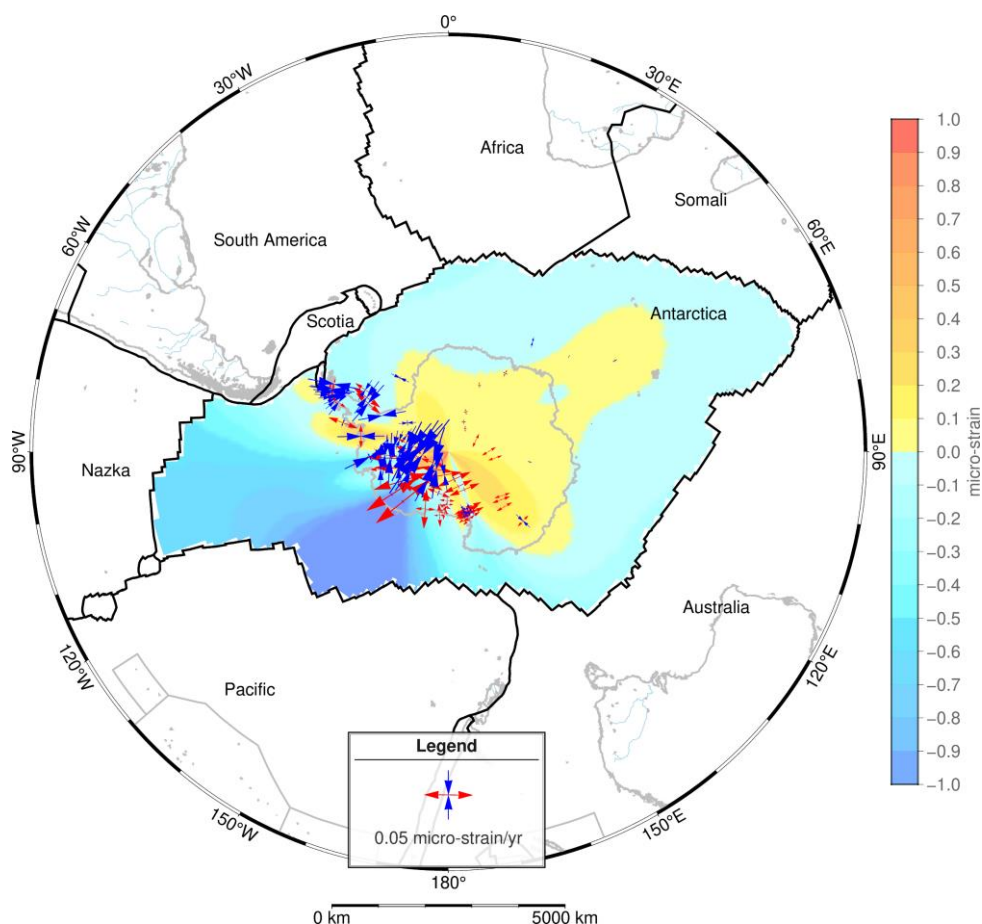 0°
30°W
30°E
60°W
60°E
90°W
90°E
120°W
120°E
150°W
150°E
180°
Africa
Somali
South America
Scotia
Antarctica
Nazka
Australia
Pacific
Legend
0.05 micro-strain/yr
0 km
5000 km
1.0
0.9
0.8
0.7
0.6
0.5
0.4
0.3
0.2
0.1
0.0
−0.1
−0.2
−0.3
−0.4
−0.5
−0.6
−0.7
−0.8
−0.9
−1.0
micro-strain